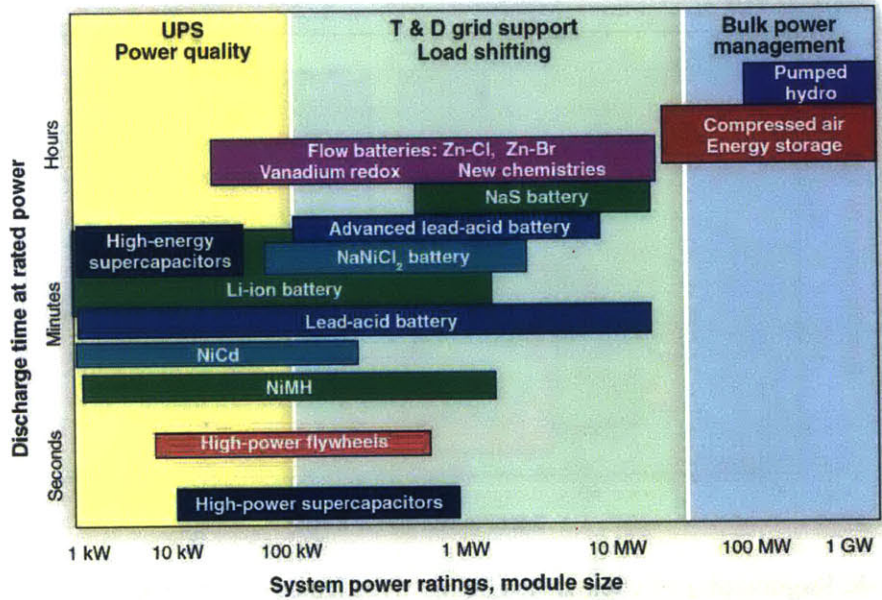 UPS
Power quality
T & D grid support
Load shifting
Bulk power
management
Pumped
hydro
Compressed air
Energy storage
Flow batteries: Zn-Cl, Zn-Br
Vanadium redox New chemistries
NaS battery
Advanced lead-acid battery
High-energy
supercapacitors
NaNiCl₂ battery
Li-ion battery
Lead-acid battery
NiCd
NiMH
High-power flywheels
High-power supercapacitors
Discharge time at rated power
Hours
Minutes
Seconds
1 kW 10 kW 100 kW 1 MW 10 MW 100 MW 1 GW
System power ratings, module size